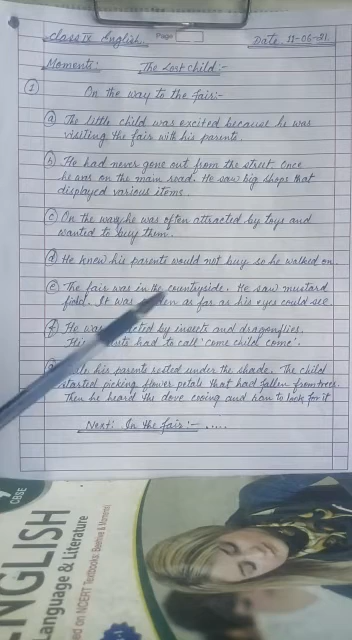 Class IX English Page Date 11-06-21.
Moments: The Lost Child:-
① On the way to the fair:-
ⓐ The little child was excited because he was
visiting the fair with his parents.
ⓑ He had never gone out from the street once
he was on the main road. He saw big shops that
displayed various items.
ⓒ On the way he was often attracted by toys and
wanted to buy them.
ⓓ He knew his parents would not buy so he walked on.
ⓔ The fair was in the countryside. He saw mustard
field. It was as far as his eyes could see.
ⓕ He was by insects and dragonflies.
had to call 'come child come'.
his parents rested under the shade. The child
started picking flower petals that had fallen from trees.
Then he heard the dove cooing and ran to look for it
Next: In the fair:- .....
CBSE
ENGLISH
Language & Literature
ed on NCERT Textbooks: Beehive & Moments